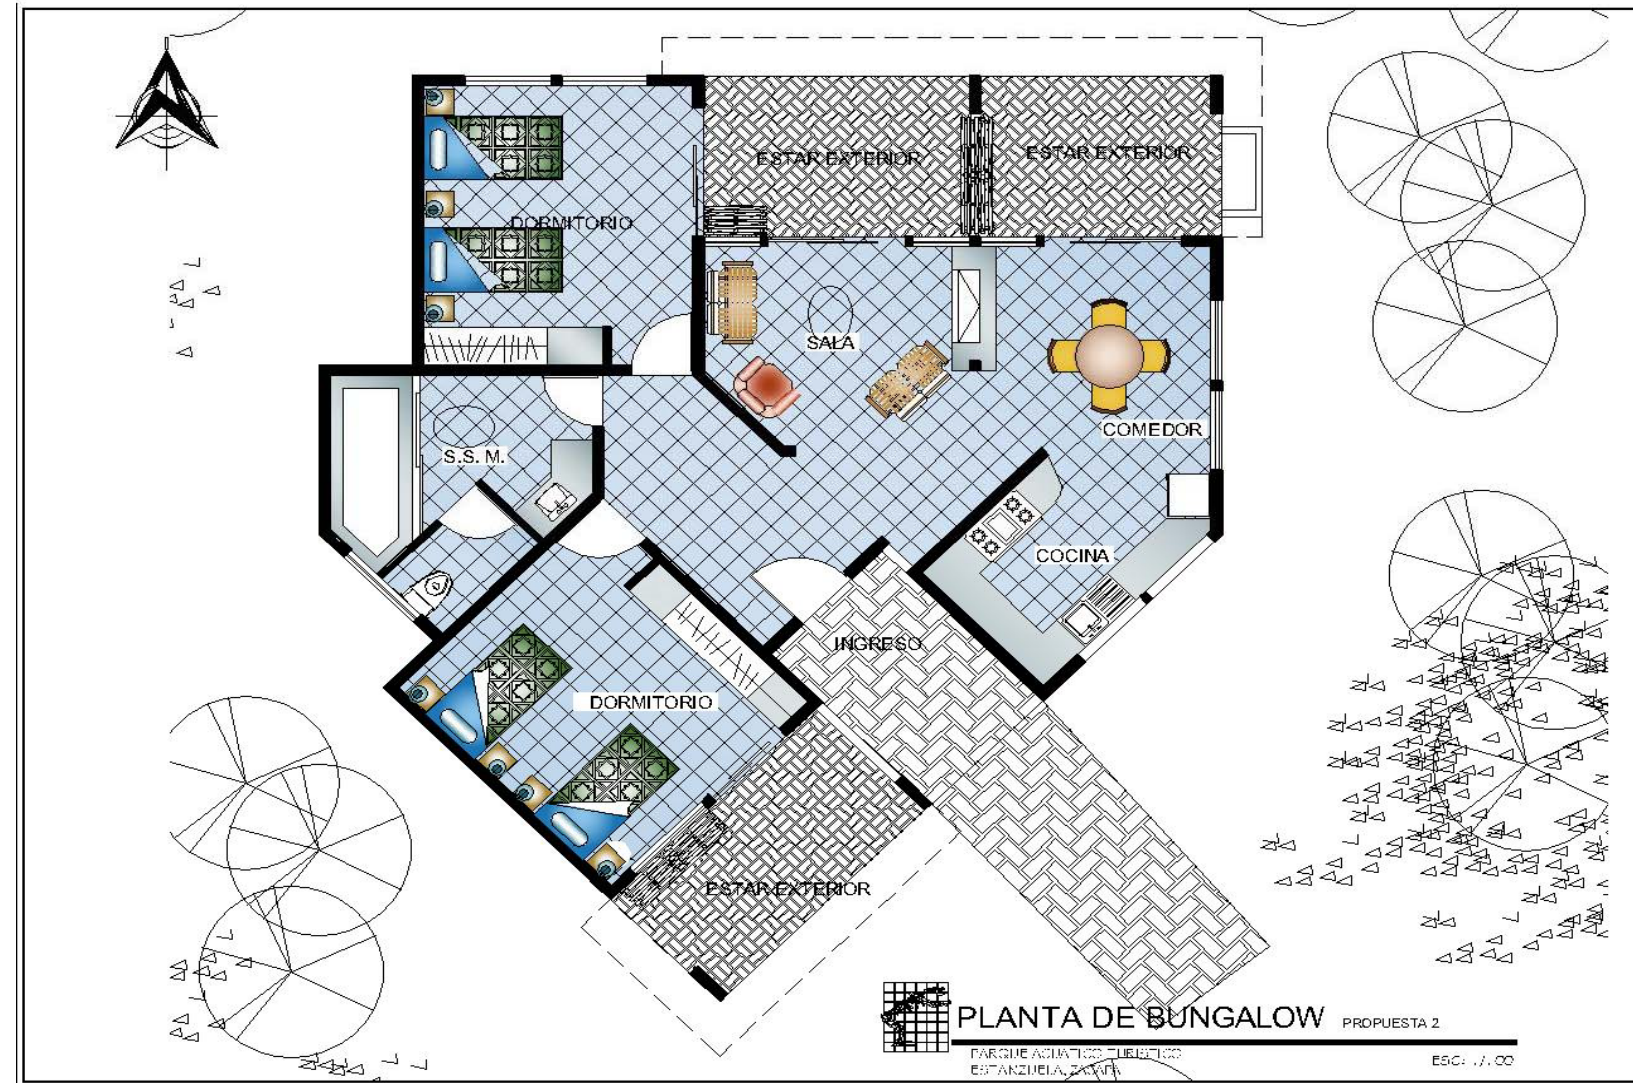 ESTAR EXTERIOR
ESTAR EXTERIOR
DORMITORIO
SALA
COMEDOR
S.S. M.
COCINA
INGRESO
DORMITORIO
ESTAR EXTERIOR
PLANTA DE BUNGALOW PROPUESTA 2
PARQUE ACUATICO TURISTICO
ESTANZUELA, ZACAPA